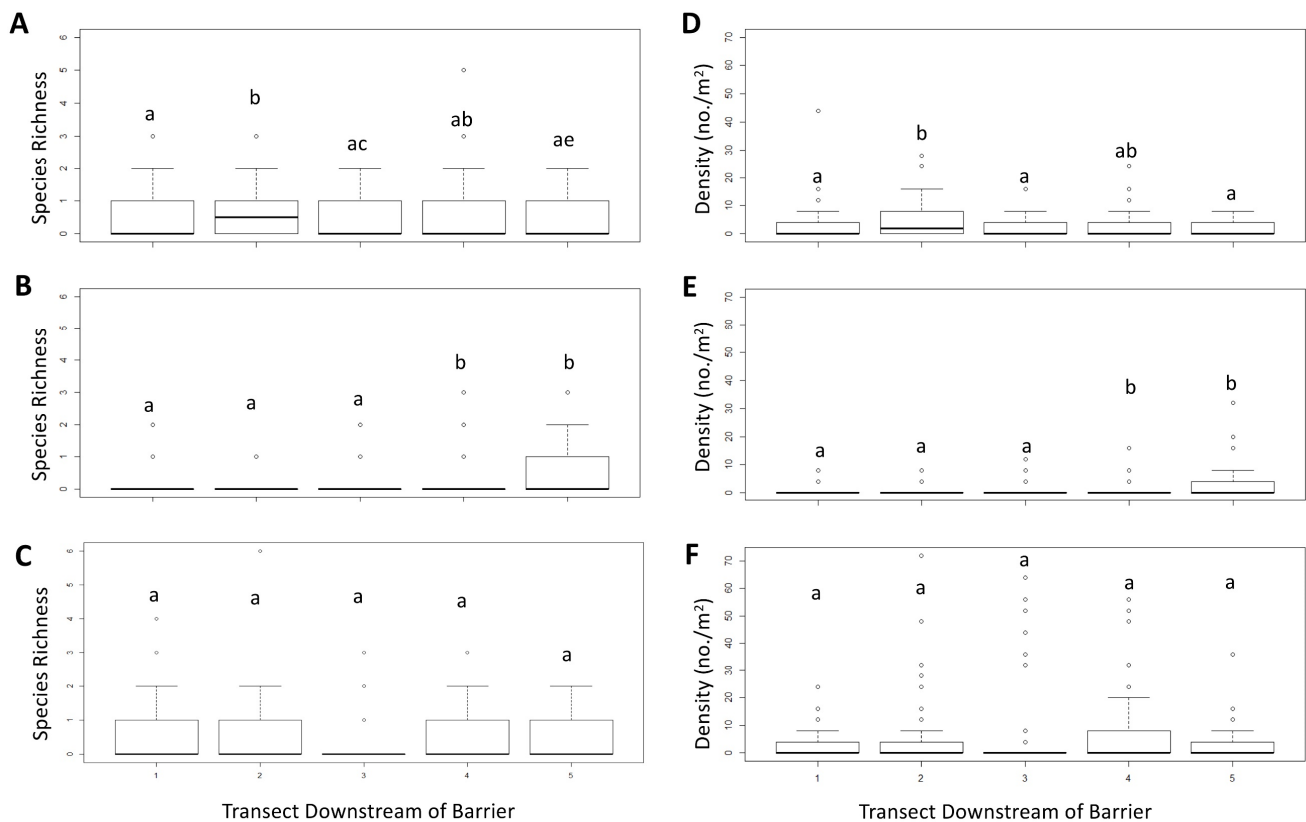 A
Species Richness
6
5
4
3
2
1
0
a
b
ac
ab
ae
B
Species Richness
6
5
4
3
2
1
0
a
a
a
b
b
C
Species Richness
6
5
4
3
2
1
0
a
a
a
a
a
1 2 3 4 5
Transect Downstream of Barrier
D
Density (no./m²)
70
60
50
40
30
20
10
0
a
b
a
ab
a
E
Density (no./m²)
70
60
50
40
30
20
10
0
a
a
a
b
b
F
Density (no./m²)
70
60
50
40
30
20
10
0
a
a
a
a
a
1 2 3 4 5
Transect Downstream of Barrier